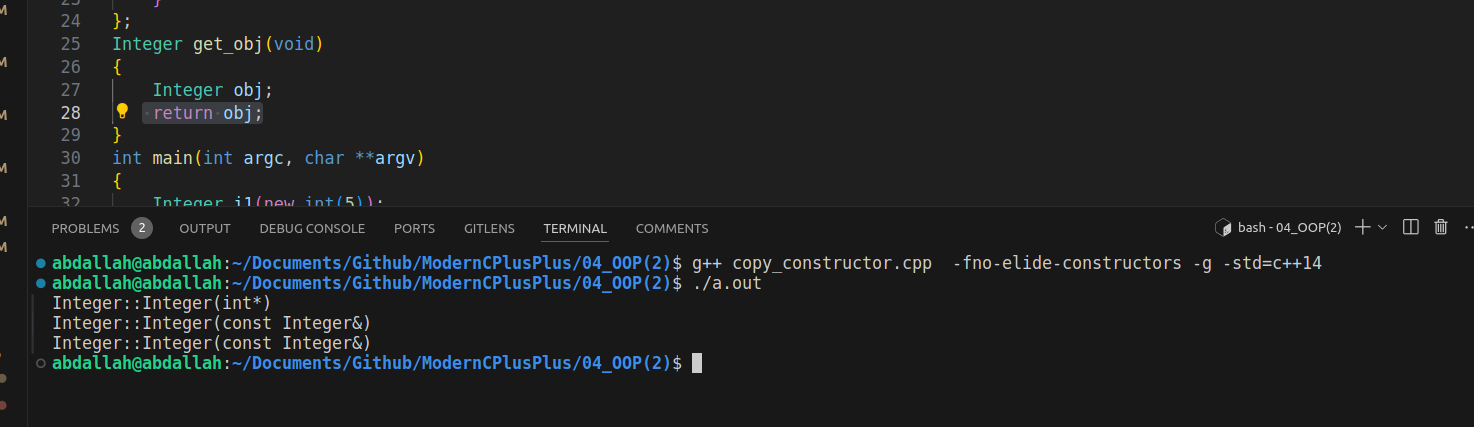 23 }
24 };
25 Integer get_obj(void)
26 {
27 Integer obj;
28 return obj;
29 }
30 int main(int argc, char **argv)
31 {
32 Integer i1(new int(5));
PROBLEMS 2 OUTPUT DEBUG CONSOLE PORTS GITLENS TERMINAL COMMENTS bash - 04_OOP(2)
abdallah@abdallah:~/Documents/Github/ModernCPlusPlus/04_OOP(2)$ g++ copy_constructor.cpp  -fno-elide-constructors -g -std=c++14
abdallah@abdallah:~/Documents/Github/ModernCPlusPlus/04_OOP(2)$ ./a.out
Integer::Integer(int*)
Integer::Integer(const Integer&)
Integer::Integer(const Integer&)
abdallah@abdallah:~/Documents/Github/ModernCPlusPlus/04_OOP(2)$